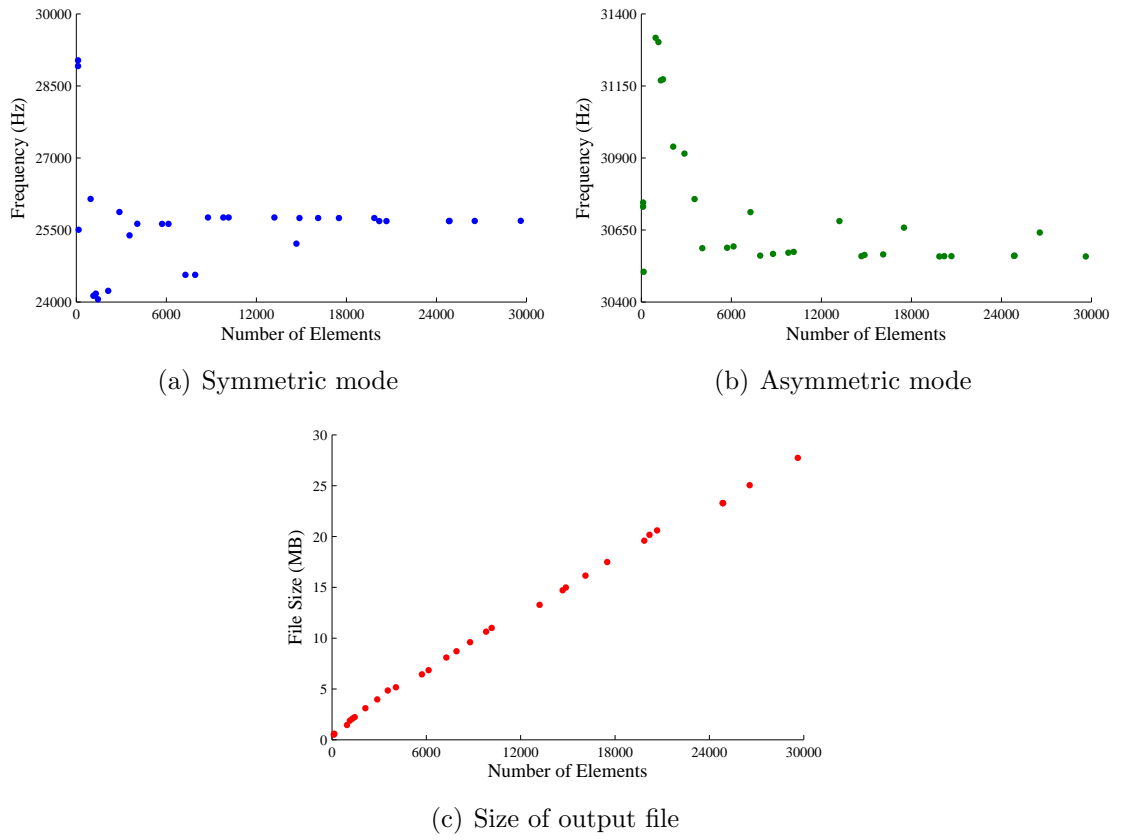 30000
28500
27000
25500
24000
Frequency (Hz)
0 6000 12000 18000 24000 30000
Number of Elements
(a) Symmetric mode
31400
31150
30900
30650
30400
Frequency (Hz)
0 6000 12000 18000 24000 30000
Number of Elements
(b) Asymmetric mode
30
25
20
15
10
5
0
File Size (MB)
0 6000 12000 18000 24000 30000
Number of Elements
(c) Size of output file